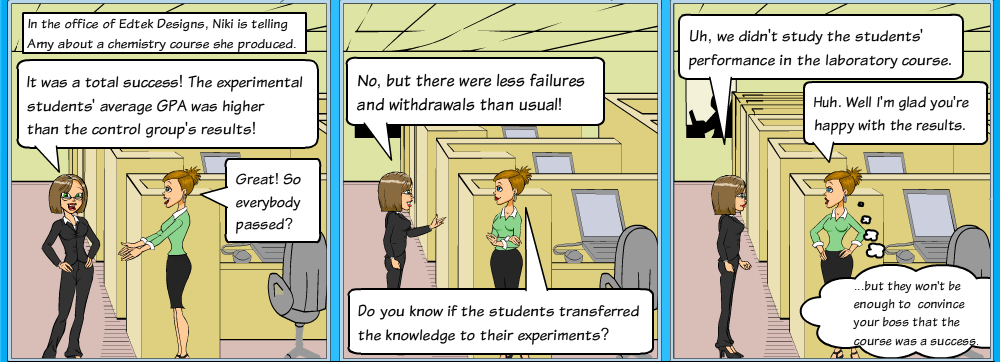 In the office of Edtek Designs, Niki is telling
Amy about a chemistry course she produced.
It was a total success! The experimental
students' average GPA was higher
than the control group's results!
Great! So
everybody
passed?
No, but there were less failures
and withdrawals than usual!
Do you know if the students transferred
the knowledge to their experiments?
Uh, we didn't study the students'
performance in the laboratory course.
Huh. Well I'm glad you're
happy with the results.
...but they won't be
enough to convince
your boss that the
course was a success.